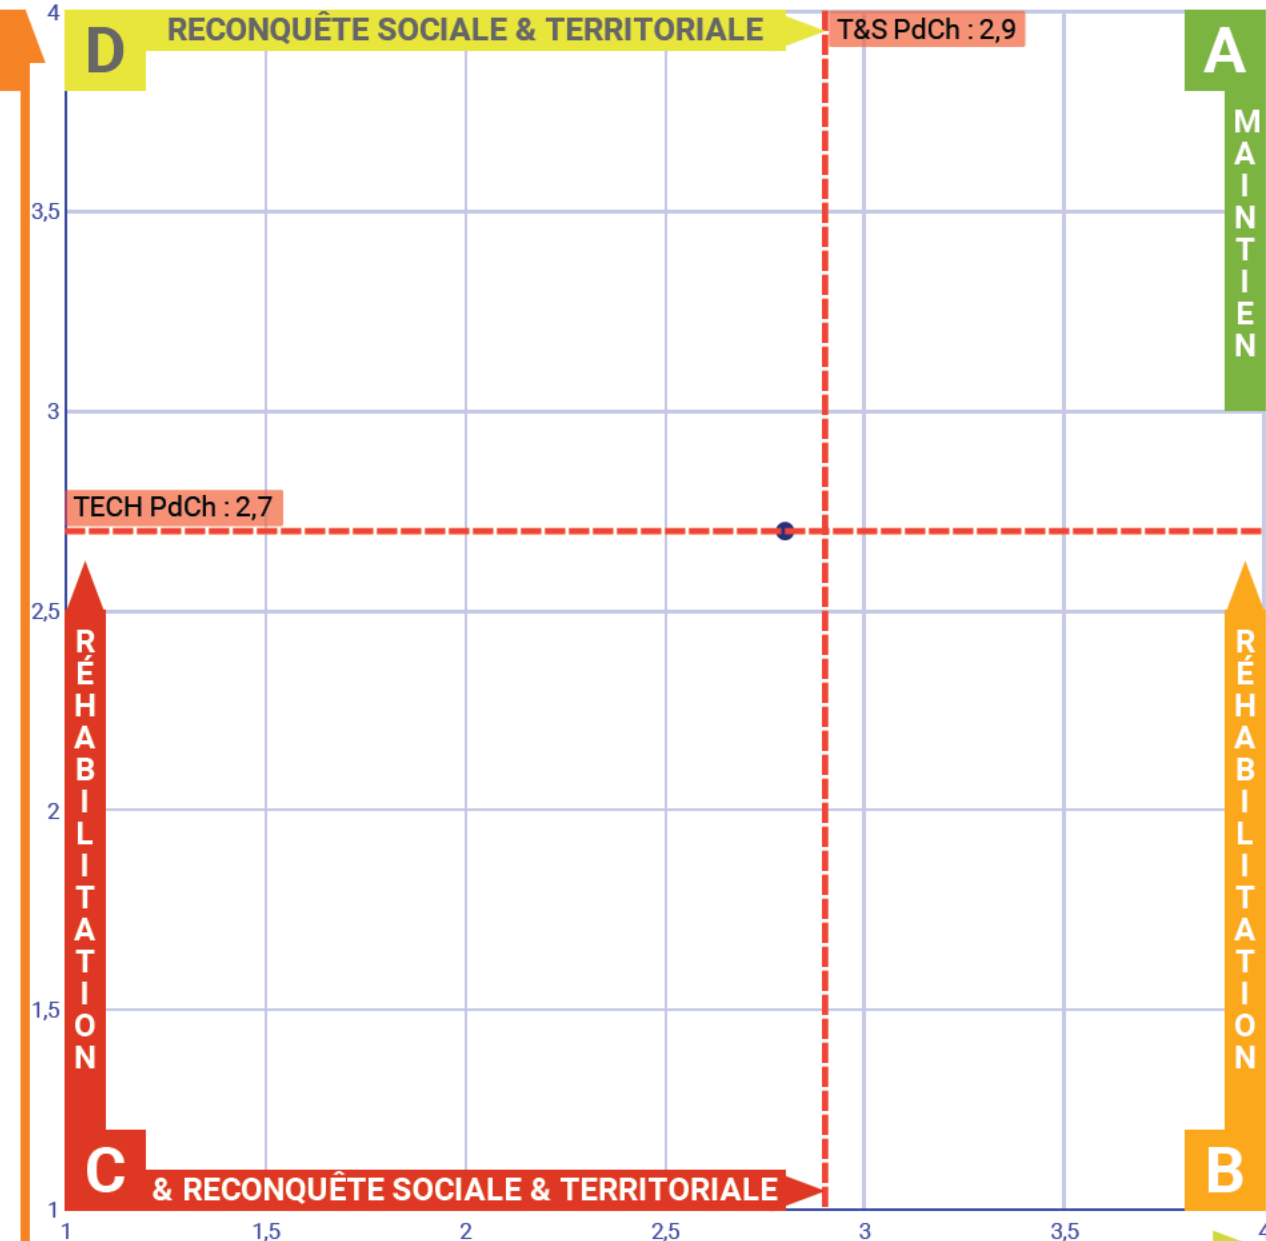 4
D
RECONQUÊTE SOCIALE & TERRITORIALE
T&S PdCh : 2,9
A
MAINTIEN
3,5
3
TECH PdCh : 2,7
2,5
RÉHABILITATION
RÉHABILITATION
2
1,5
C
& RECONQUÊTE SOCIALE & TERRITORIALE
B
1
1 1,5 2 2,5 3 3,5 4